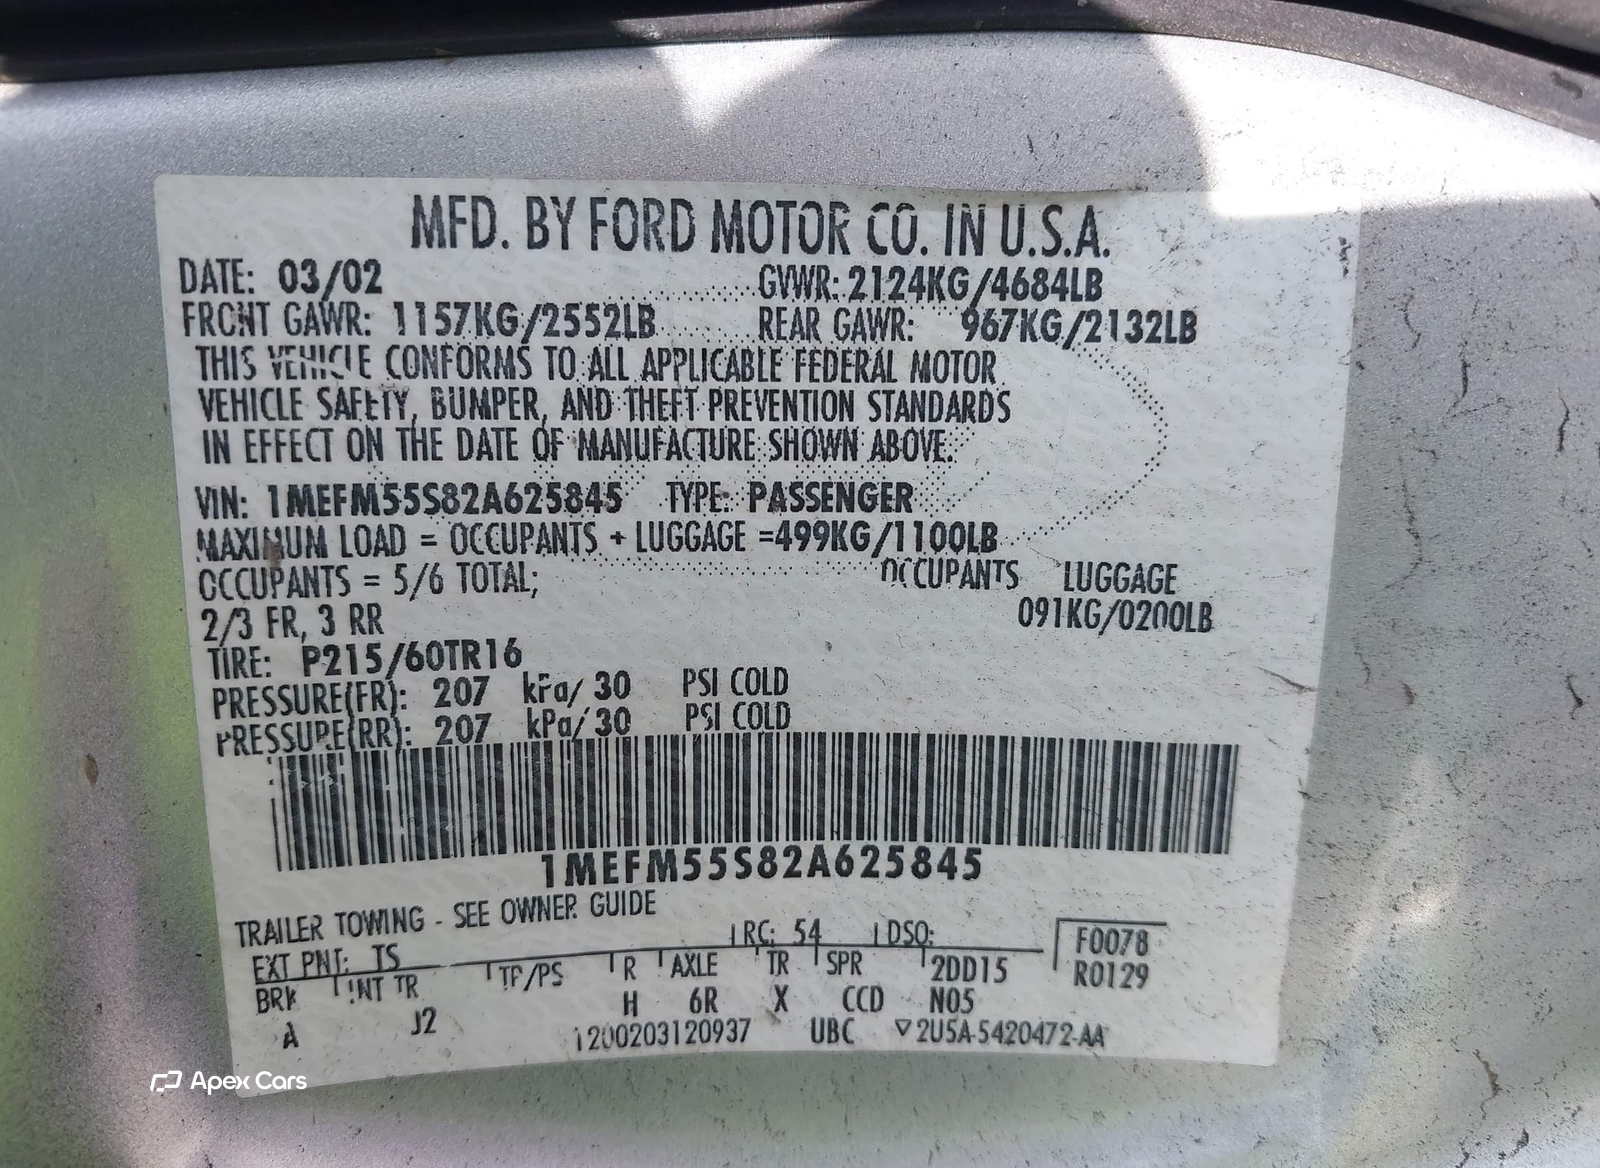 MFD. BY FORD MOTOR CO. IN U.S.A.
DATE: 03/02 GVWR: 2124KG/4684LB
FRONT GAWR: 1157KG/2552LB REAR GAWR: 967KG/2132LB
THIS VEHICLE CONFORMS TO ALL APPLICABLE FEDERAL MOTOR
VEHICLE SAFETY, BUMPER, AND THEFT PREVENTION STANDARDS
IN EFFECT ON THE DATE OF MANUFACTURE SHOWN ABOVE.
VIN: 1MEFM55S82A625845 TYPE: PASSENGER
MAXIMUM LOAD = OCCUPANTS + LUGGAGE =499KG/1100LB
OCCUPANTS = 5/6 TOTAL; OCCUPANTS LUGGAGE
2/3 FR, 3 RR 091KG/0200LB
TIRE: P215/60TR16
PRESSURE(FR): 207 kPa/ 30 PSI COLD
PRESSURE(RR): 207 kPa/ 30 PSI COLD
1MEFM55S82A625845
TRAILER TOWING - SEE OWNER GUIDE
EXT PNT: TS RC: 54 DSO: F0078
BRK INT TR TP/PS R AXLE TR SPR 2DD15 R0129
A J2 H 6R X CCD N05
1200203120937 UBC ▽2U5A-5420472-AA
Apex Cars